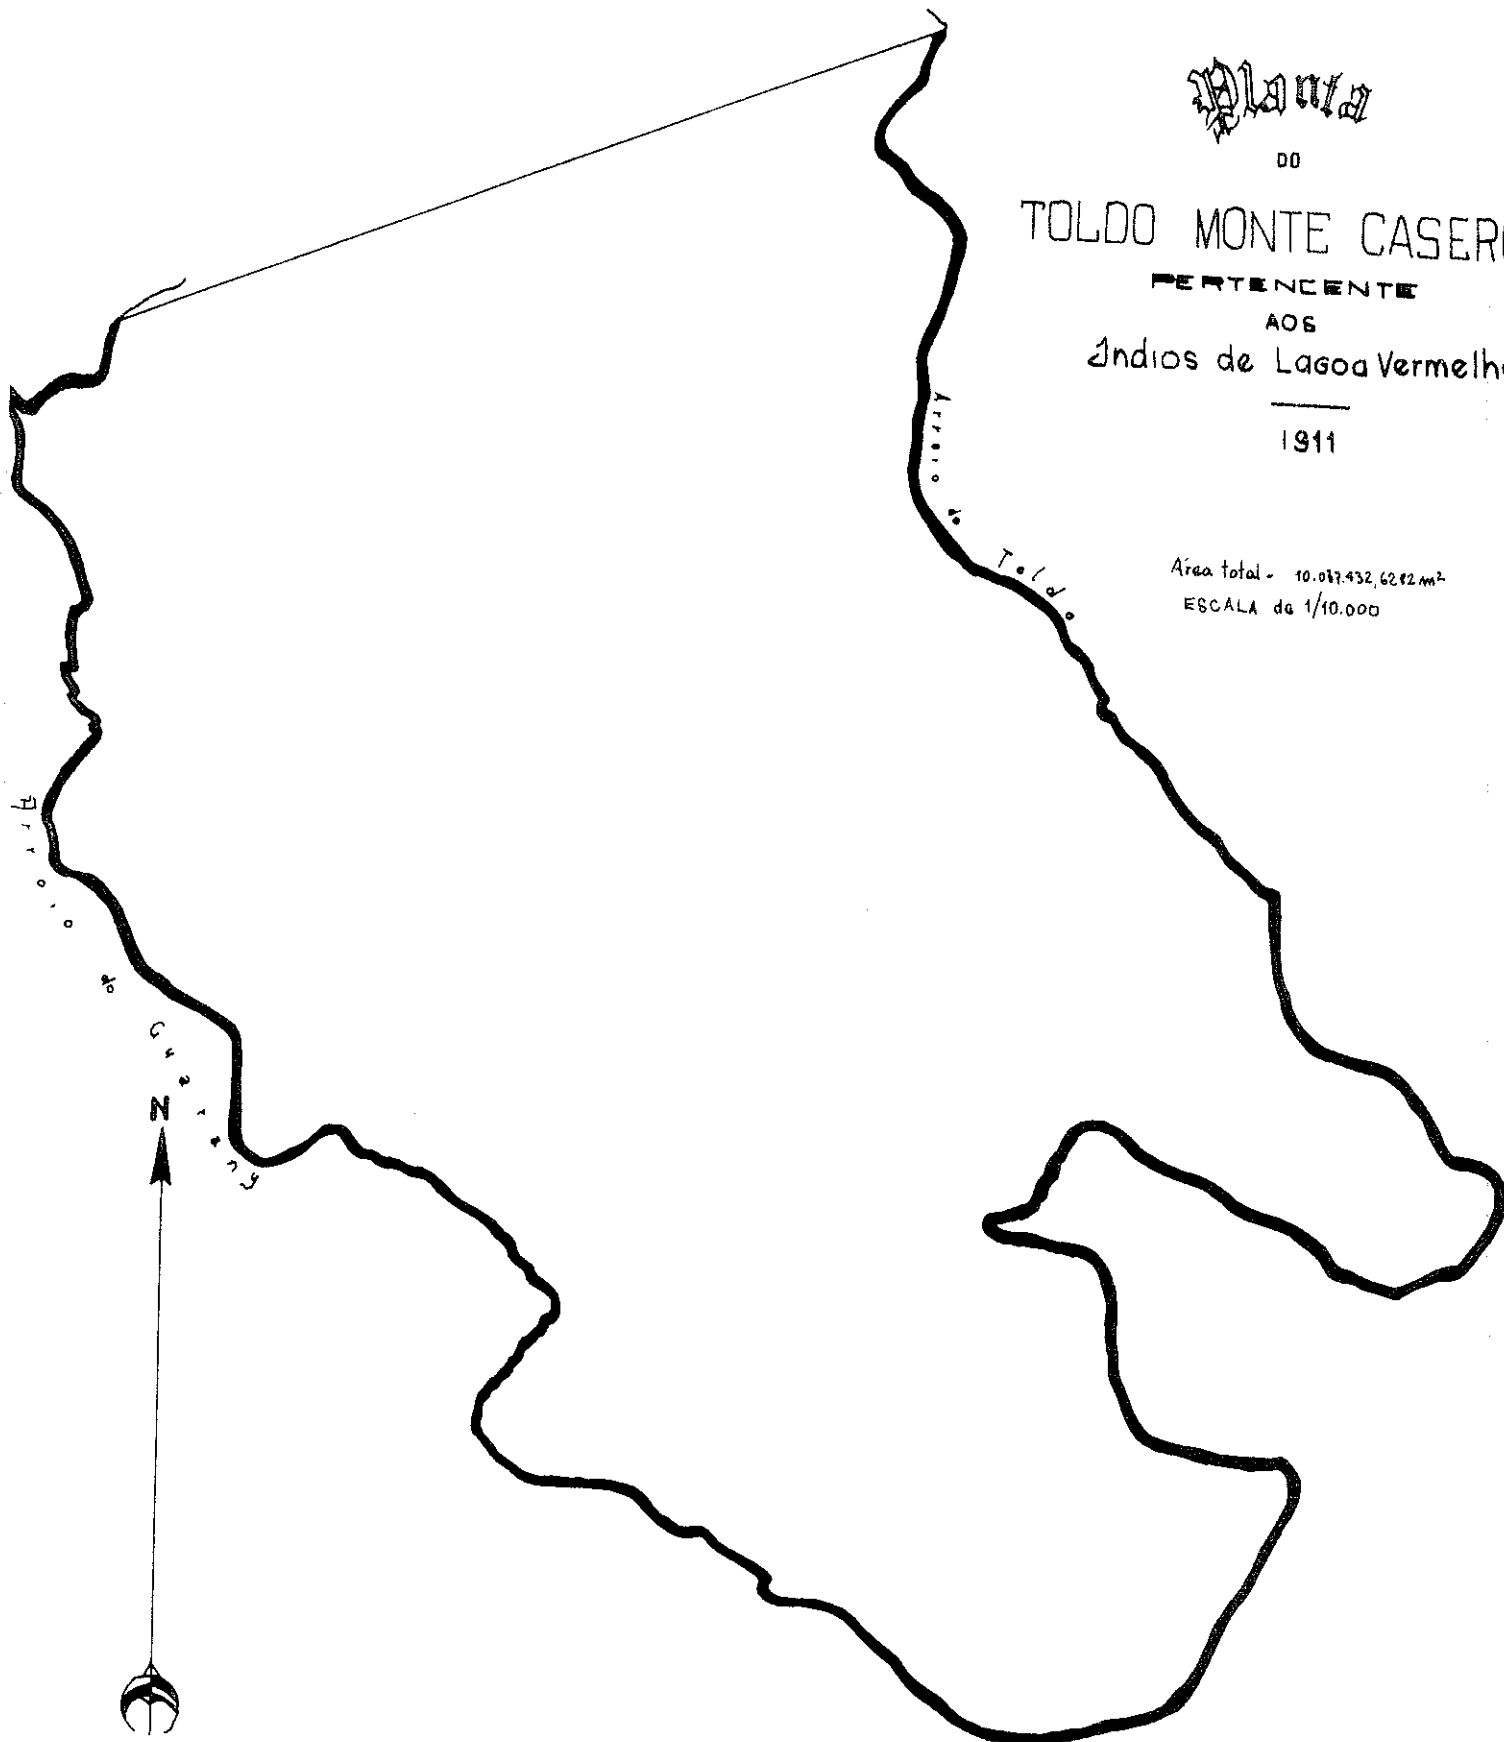 Planta
DO
TOLDO MONTE CASERO
PERTENCENTE
AOS
Indios de Lagoa Vermelha
1911
Area total - 10.087.432,6282 m²
ESCALA de 1/10.000
Arroio do Toldo
Arroio do Guarany
N